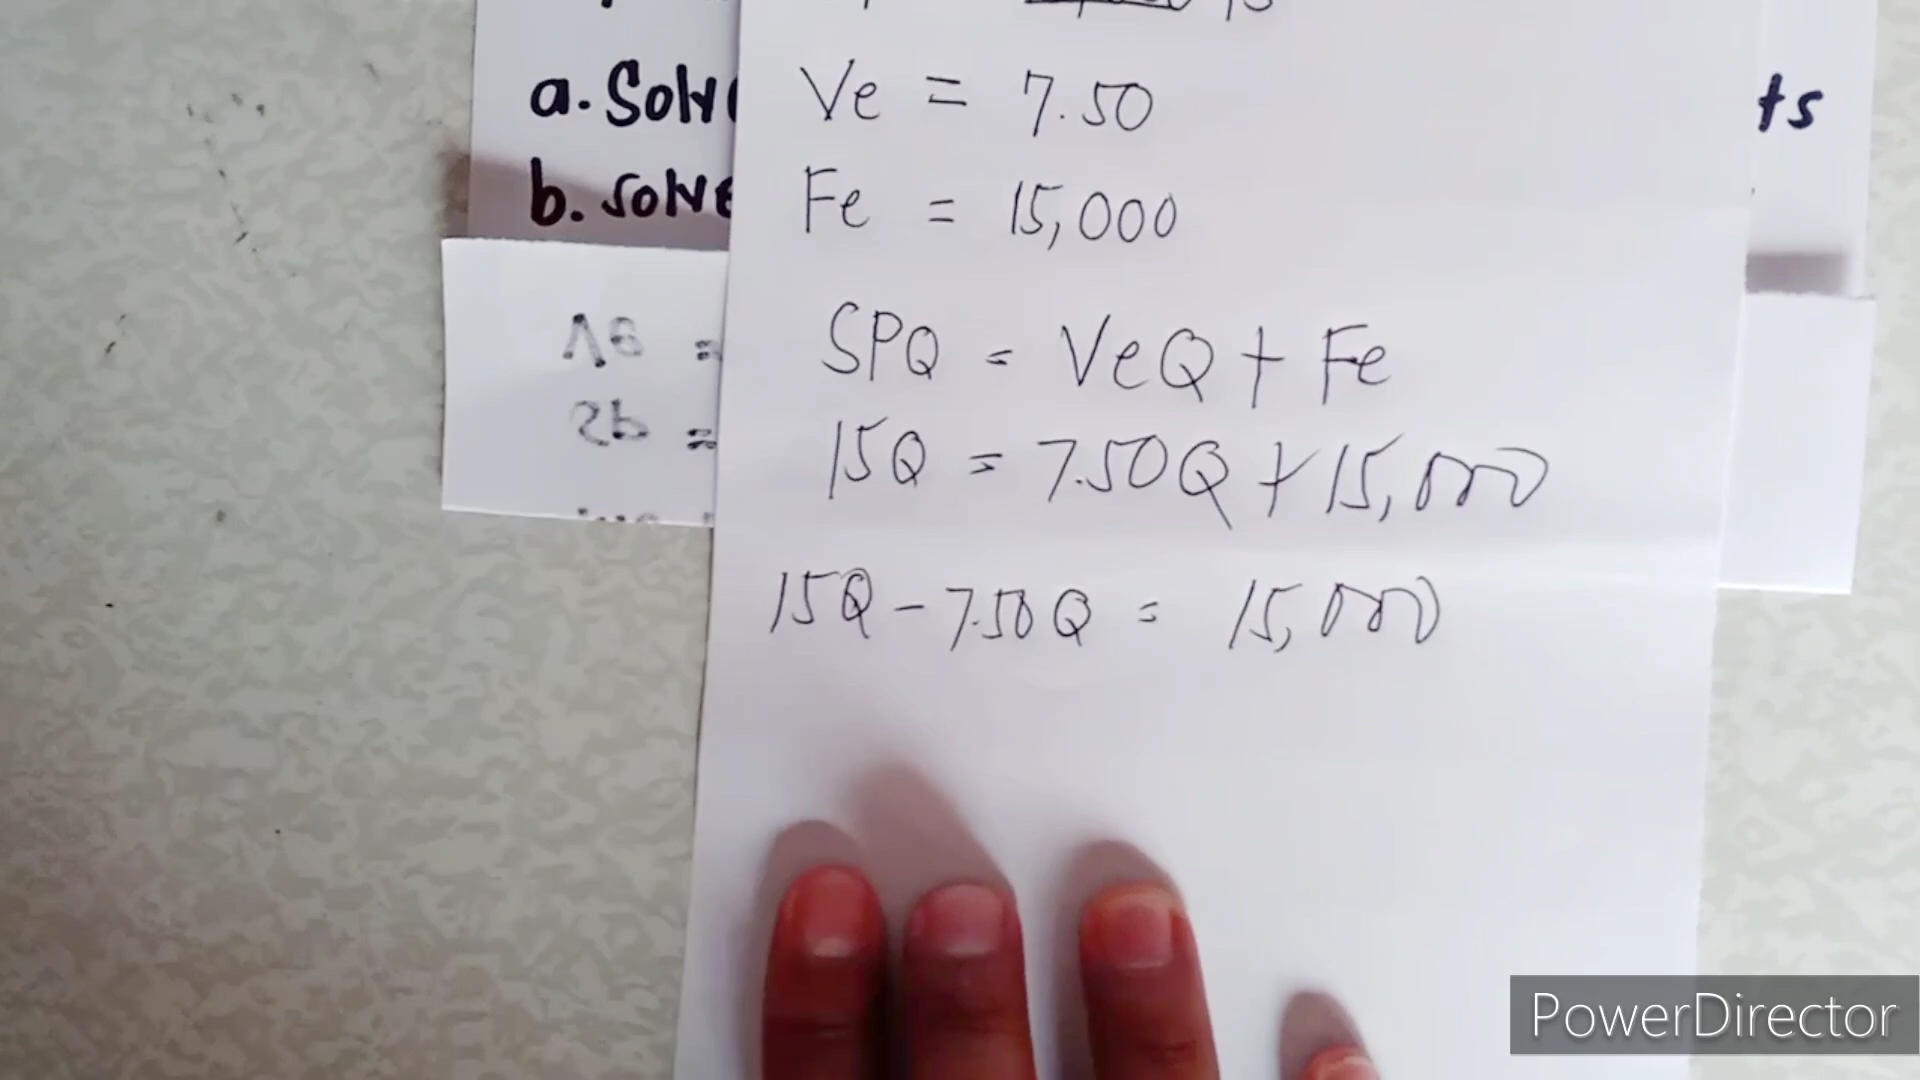 a. Solve
ts
b. Solve
Ve = 7.50
Fe = 15,000
SPQ = VeQ + Fe
15Q = 7.50Q + 15,000
15Q - 7.50Q = 15,000
PowerDirector